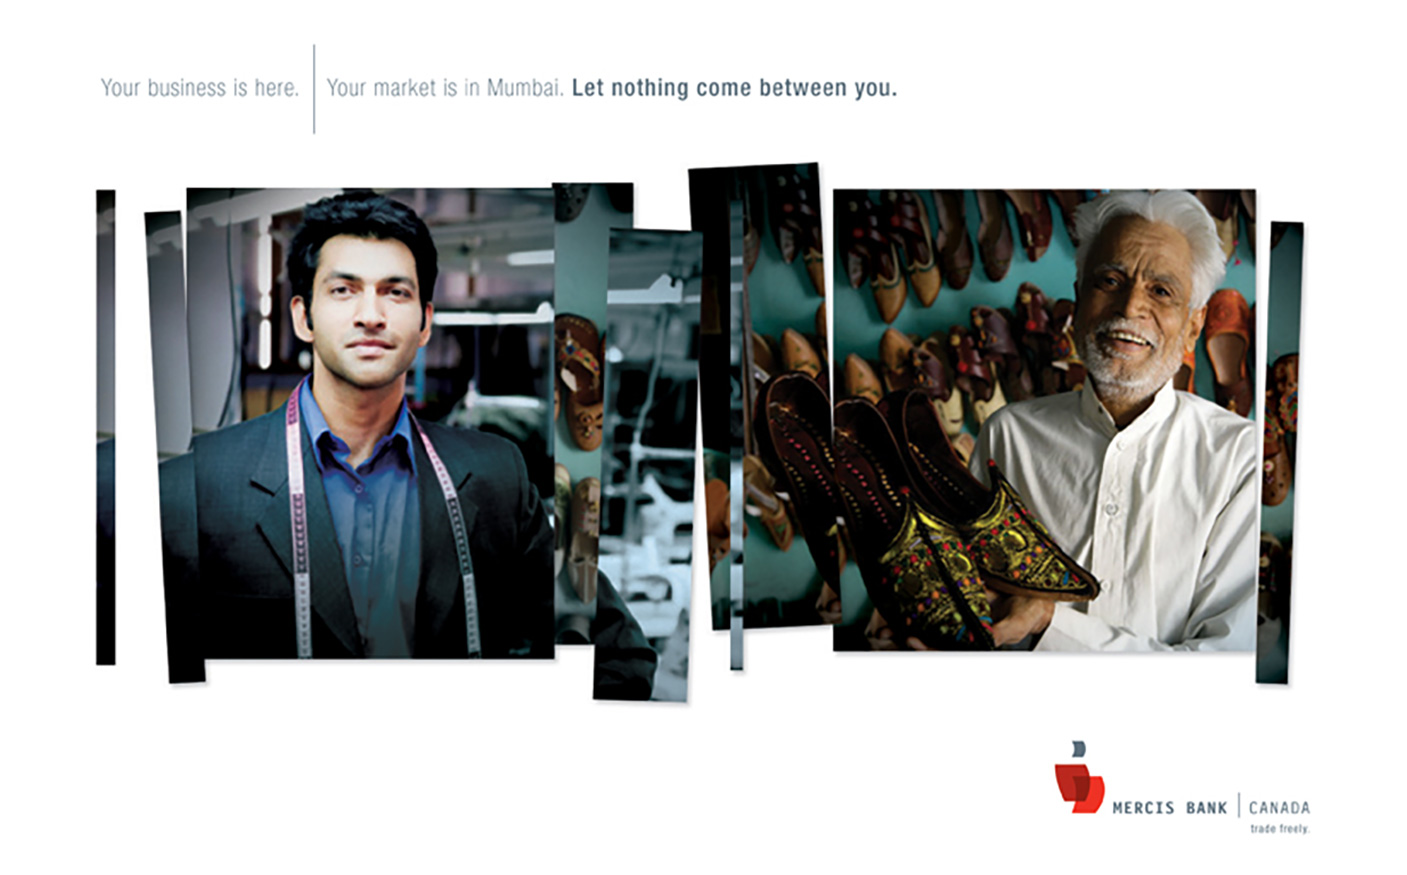 Your business is here. Your market is in Mumbai. Let nothing come between you.
MERCIS BANK CANADA
trade freely.